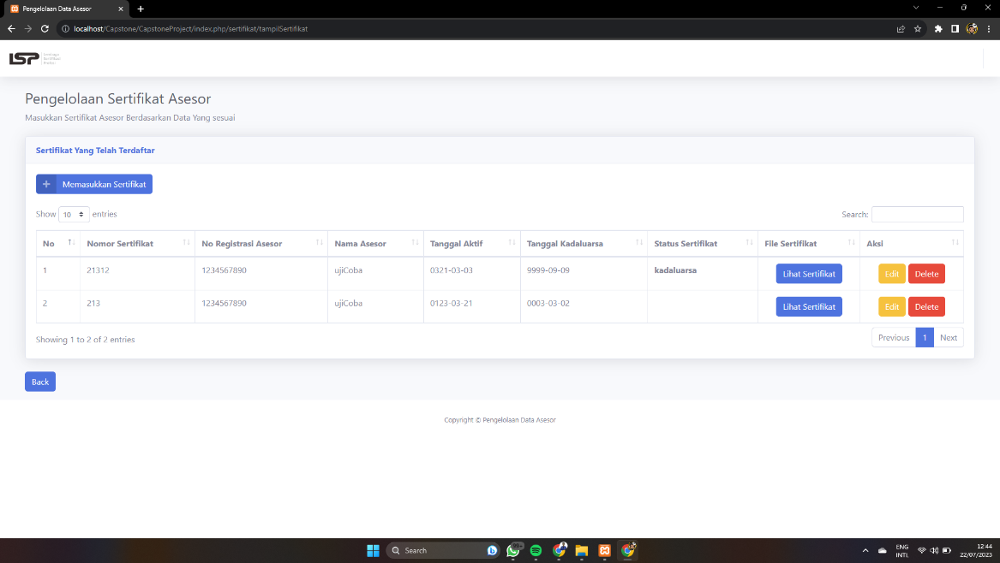 Pengelolaan Data Asesor
localhost/Capstone/CapstoneProject/index.php/sertifikat/tampilSertifikat
LSP Lembaga Sertifikasi Profesi
Pengelolaan Sertifikat Asesor
Masukkan Sertifikat Asesor Berdasarkan Data Yang sesuai
Sertifikat Yang Telah Terdaftar
+ Memasukkan Sertifikat
Show 10 entries Search:
No Nomor Sertifikat No Registrasi Asesor Nama Asesor Tanggal Aktif Tanggal Kadaluarsa Status Sertifikat File Sertifikat Aksi
1 21312 1234567890 ujiCoba 0321-03-03 9999-09-09 kadaluarsa Lihat Sertifikat Edit Delete
2 213 1234567890 ujiCoba 0123-03-21 0003-03-02 Lihat Sertifikat Edit Delete
Showing 1 to 2 of 2 entries Previous 1 Next
Back
Copyright © Pengelolaan Data Asesor
Search
ENG
INTL
12:44
22/07/2023